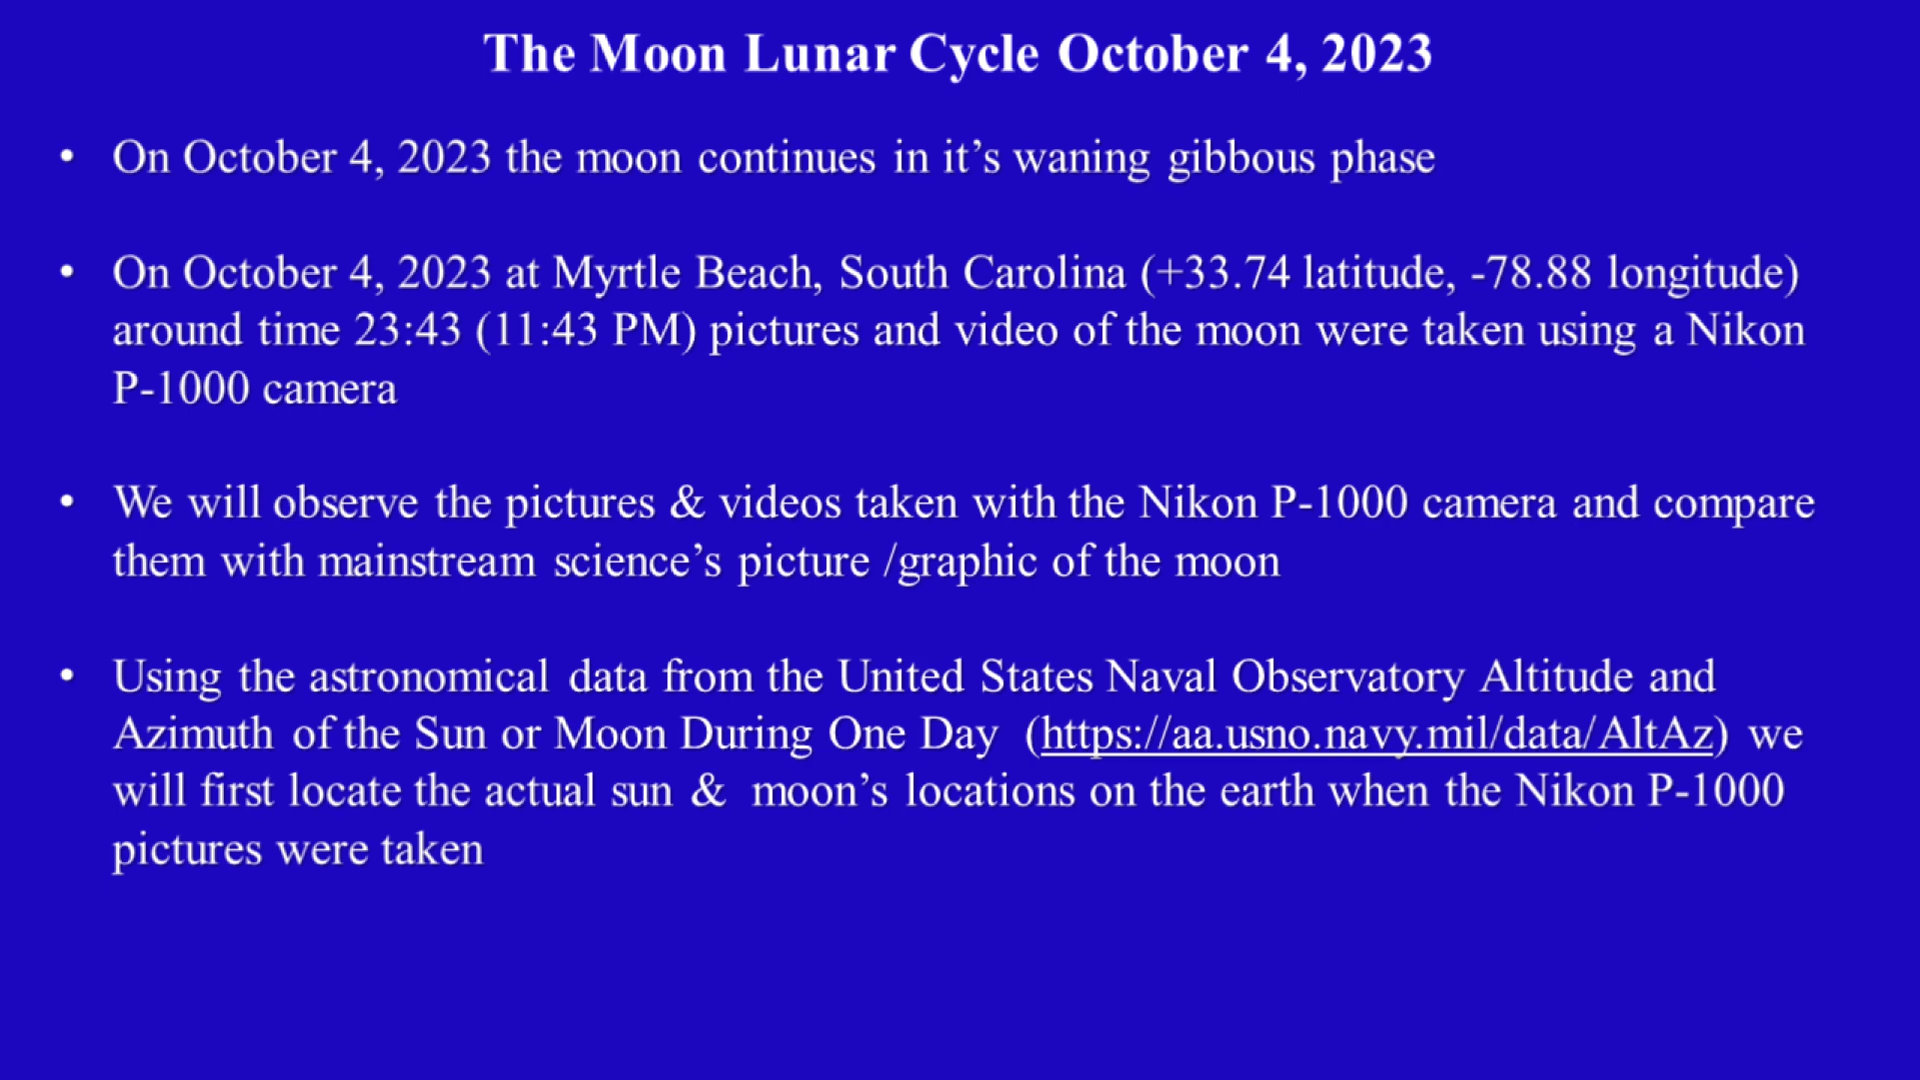 The Moon Lunar Cycle October 4, 2023
• On October 4, 2023 the moon continues in it’s waning gibbous phase
• On October 4, 2023 at Myrtle Beach, South Carolina (+33.74 latitude, -78.88 longitude)
around time 23:43 (11:43 PM) pictures and video of the moon were taken using a Nikon
P-1000 camera
• We will observe the pictures & videos taken with the Nikon P-1000 camera and compare
them with mainstream science’s picture /graphic of the moon
• Using the astronomical data from the United States Naval Observatory Altitude and
Azimuth of the Sun or Moon During One Day (https://aa.usno.navy.mil/data/AltAz) we
will first locate the actual sun & moon’s locations on the earth when the Nikon P-1000
pictures were taken